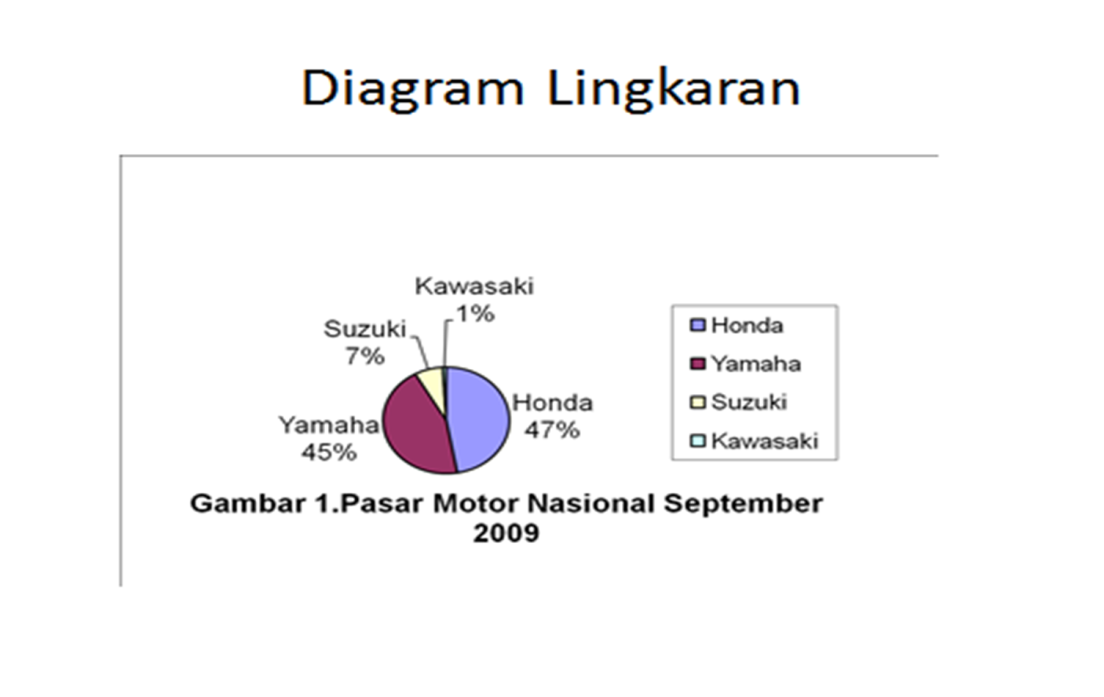 Diagram Lingkaran
Kawasaki
1%
Suzuki
7%
Honda
47%
Yamaha
45%
Honda
Yamaha
Suzuki
Kawasaki
Gambar 1.Pasar Motor Nasional September
2009